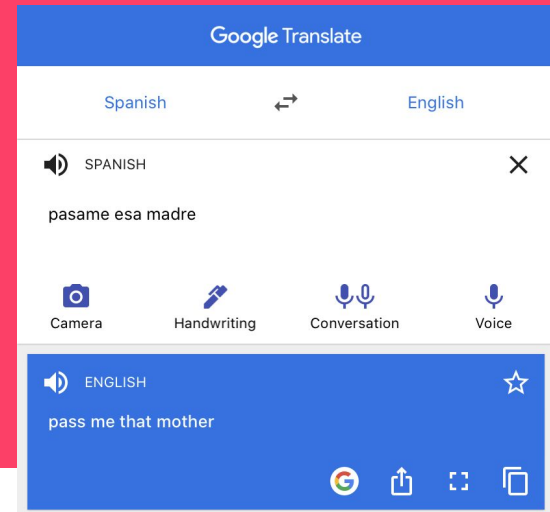 Google Translate
Spanish English
SPANISH
pasame esa madre
Camera Handwriting Conversation Voice
ENGLISH
pass me that mother